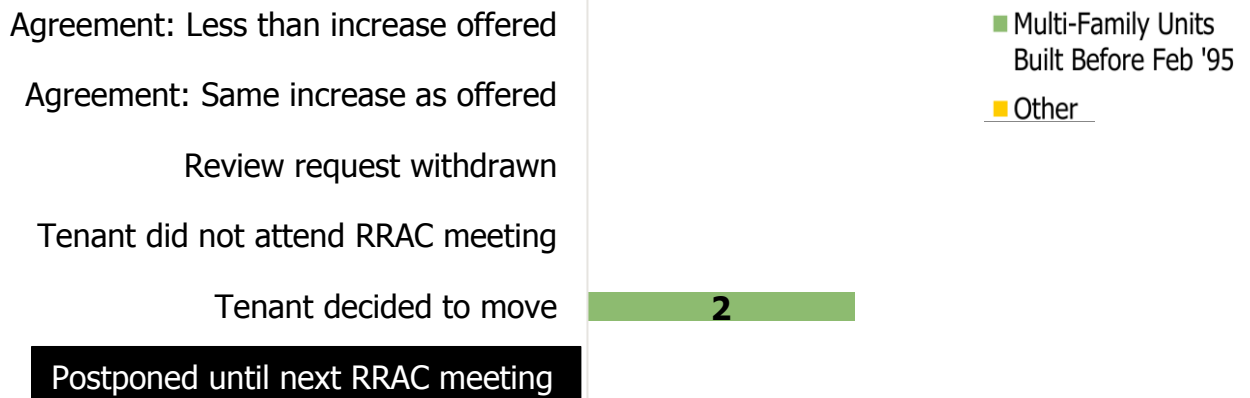 Agreement: Less than increase offered
Agreement: Same increase as offered
Review request withdrawn
Tenant did not attend RRAC meeting
Tenant decided to move
2
Postponed until next RRAC meeting
Multi-Family Units
Built Before Feb '95
Other